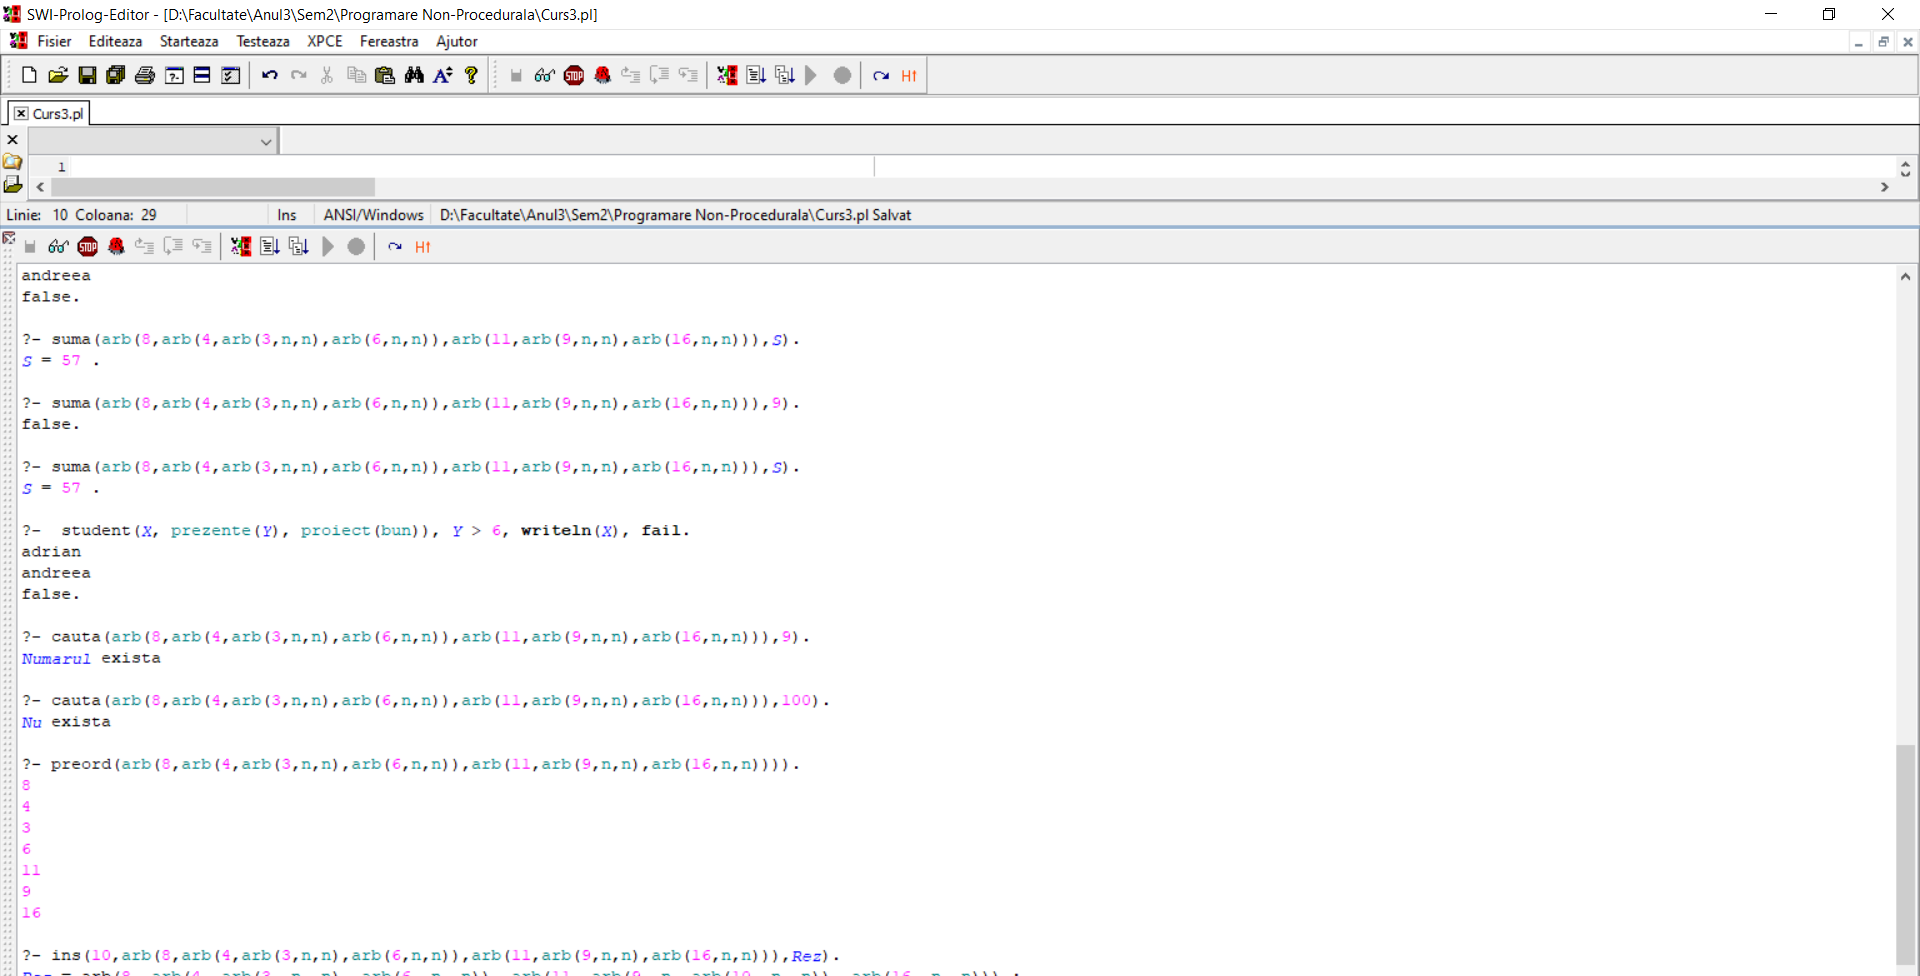 SWI-Prolog-Editor - [D:\Facultate\Anul3\Sem2\Programare Non-Procedurala\Curs3.pl]
Fisier Editeaza Starteaza Testeaza XPCE Fereastra Ajutor
STOP H↑
Curs3.pl
1
Linie: 10 Coloana: 29 Ins ANSI/Windows D:\Facultate\Anul3\Sem2\Programare Non-Procedurala\Curs3.pl Salvat
STOP H↑
andreea
false.
?- suma(arb(8,arb(4,arb(3,n,n),arb(6,n,n)),arb(11,arb(9,n,n),arb(16,n,n))),S).
S = 57 .
?- suma(arb(8,arb(4,arb(3,n,n),arb(6,n,n)),arb(11,arb(9,n,n),arb(16,n,n))),9).
false.
?- suma(arb(8,arb(4,arb(3,n,n),arb(6,n,n)),arb(11,arb(9,n,n),arb(16,n,n))),S).
S = 57 .
?-  student(X, prezente(Y), proiect(bun)), Y > 6, writeln(X), fail.
adrian
andreea
false.
?- cauta(arb(8,arb(4,arb(3,n,n),arb(6,n,n)),arb(11,arb(9,n,n),arb(16,n,n))),9).
Numarul exista
?- cauta(arb(8,arb(4,arb(3,n,n),arb(6,n,n)),arb(11,arb(9,n,n),arb(16,n,n))),100).
Nu exista
?- preord(arb(8,arb(4,arb(3,n,n),arb(6,n,n)),arb(11,arb(9,n,n),arb(16,n,n)))).
8
4
3
6
11
9
16
?- ins(10,arb(8,arb(4,arb(3,n,n),arb(6,n,n)),arb(11,arb(9,n,n),arb(16,n,n))),Rez).